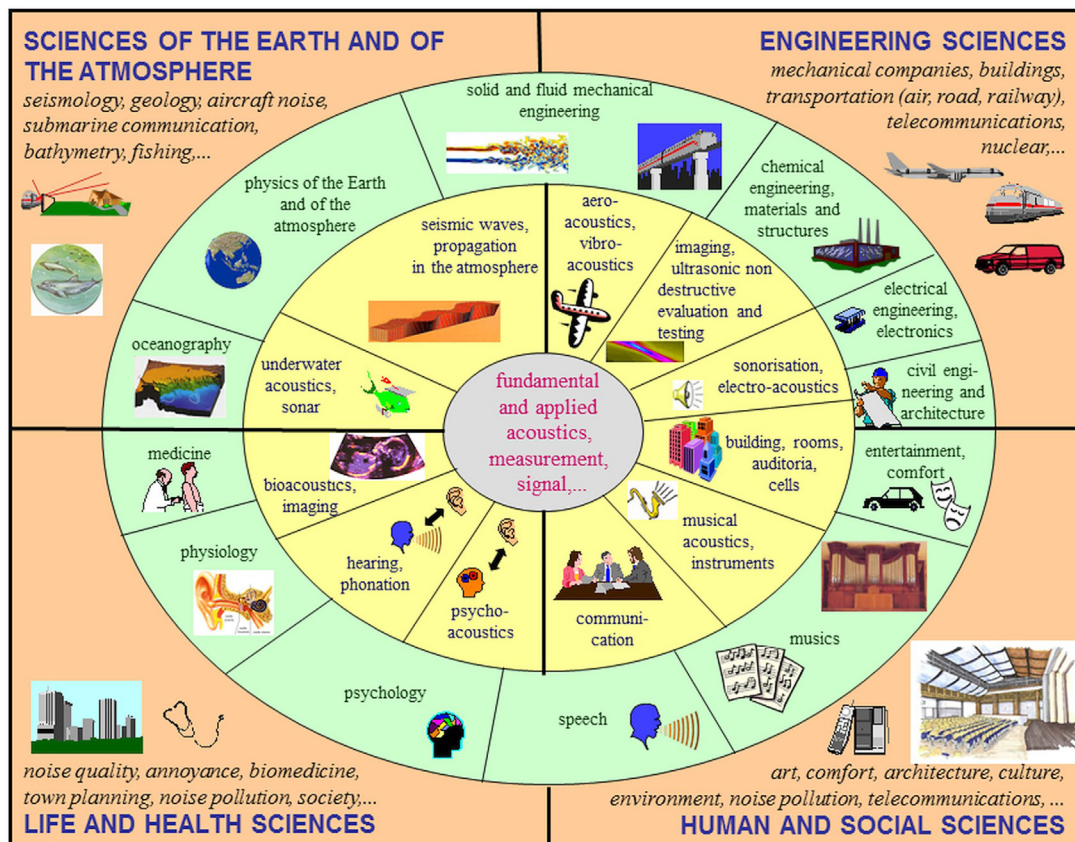 SCIENCES OF THE EARTH AND OF
THE ATMOSPHERE
seismology, geology, aircraft noise,
submarine communication,
bathymetry, fishing,...
ENGINEERING SCIENCES
mechanical companies, buildings,
transportation (air, road, railway),
telecommunications,
nuclear,...
solid and fluid mechanical
engineering
physics of the Earth
and of the
atmosphere
chemical
engineering,
materials and
structures
seismic waves,
propagation
in the atmosphere
aero-
acoustics,
vibro-
acoustics
imaging,
ultrasonic non
destructive
evaluation and
testing
electrical
engineering,
electronics
oceanography
underwater
acoustics,
sonar
fundamental
and applied
acoustics,
measurement,
signal,...
sonorisation,
electro-acoustics
civil engi-
neering and
architecture
medicine
bioacoustics,
imaging
building, rooms,
auditoria,
cells
entertainment,
comfort
physiology
hearing,
phonation
psycho-
acoustics
communi-
cation
musical
acoustics,
instruments
musics
psychology
speech
noise quality, annoyance, biomedicine,
town planning, noise pollution, society,...
LIFE AND HEALTH SCIENCES
art, comfort, architecture, culture,
environment, noise pollution, telecommunications, ...
HUMAN AND SOCIAL SCIENCES